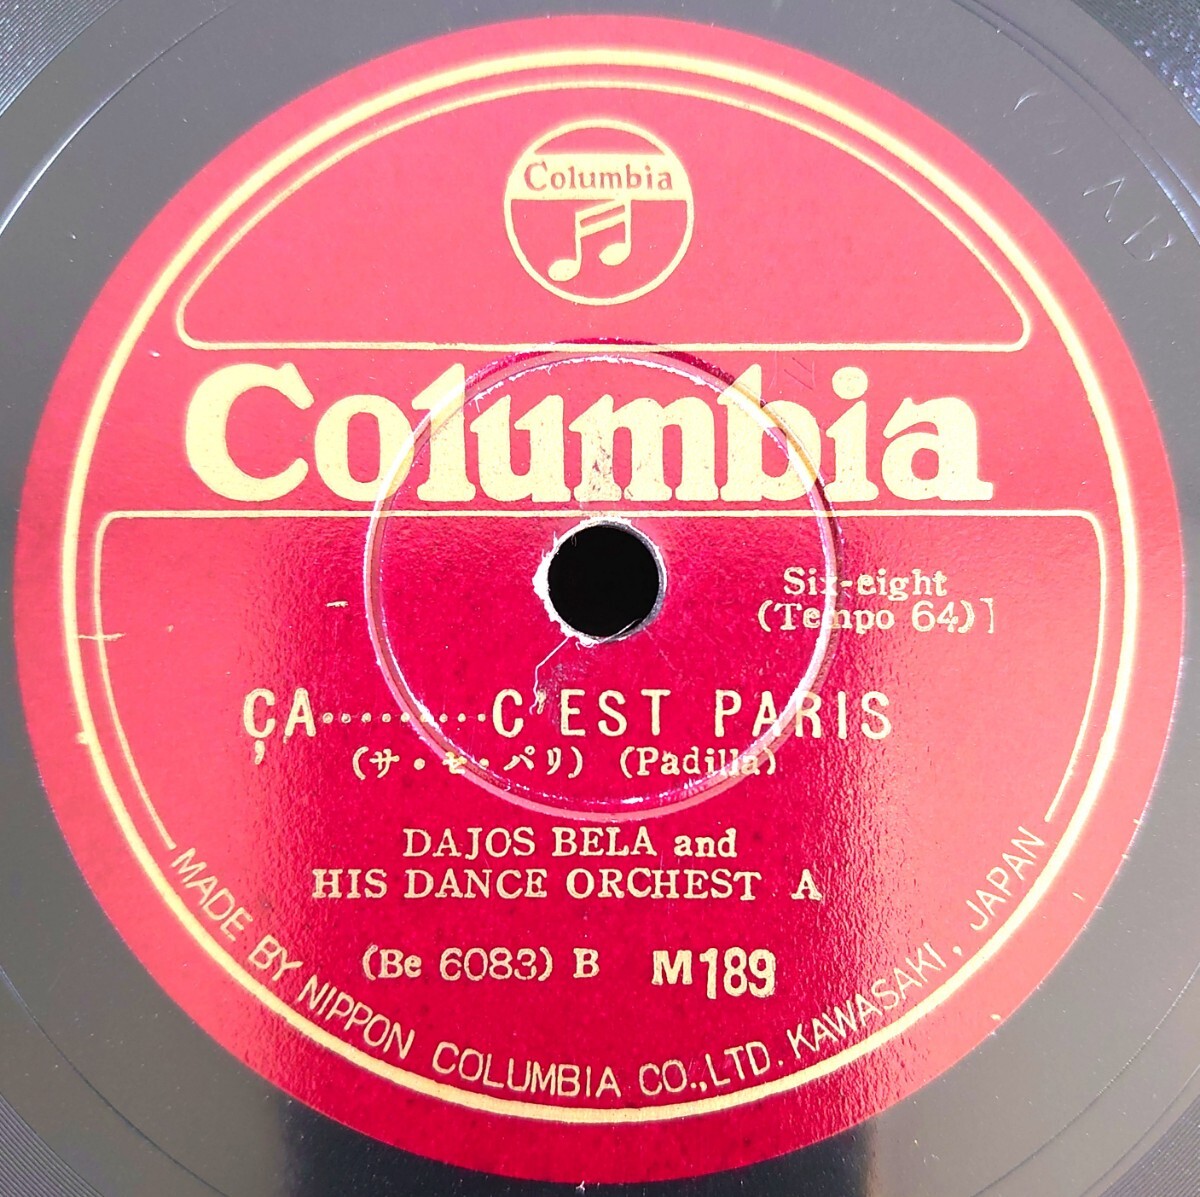 Columbia
Columbia
Six-eight
(Tempo 64)]
ÇA·········C'EST PARIS
(サ・セ・パリ) (Padilla)
DAJOS BELA and
HIS DANCE ORCHEST A
(Be 6083) B M189
MADE BY NIPPON COLUMBIA CO., LTD. KAWASAKI, JAPAN